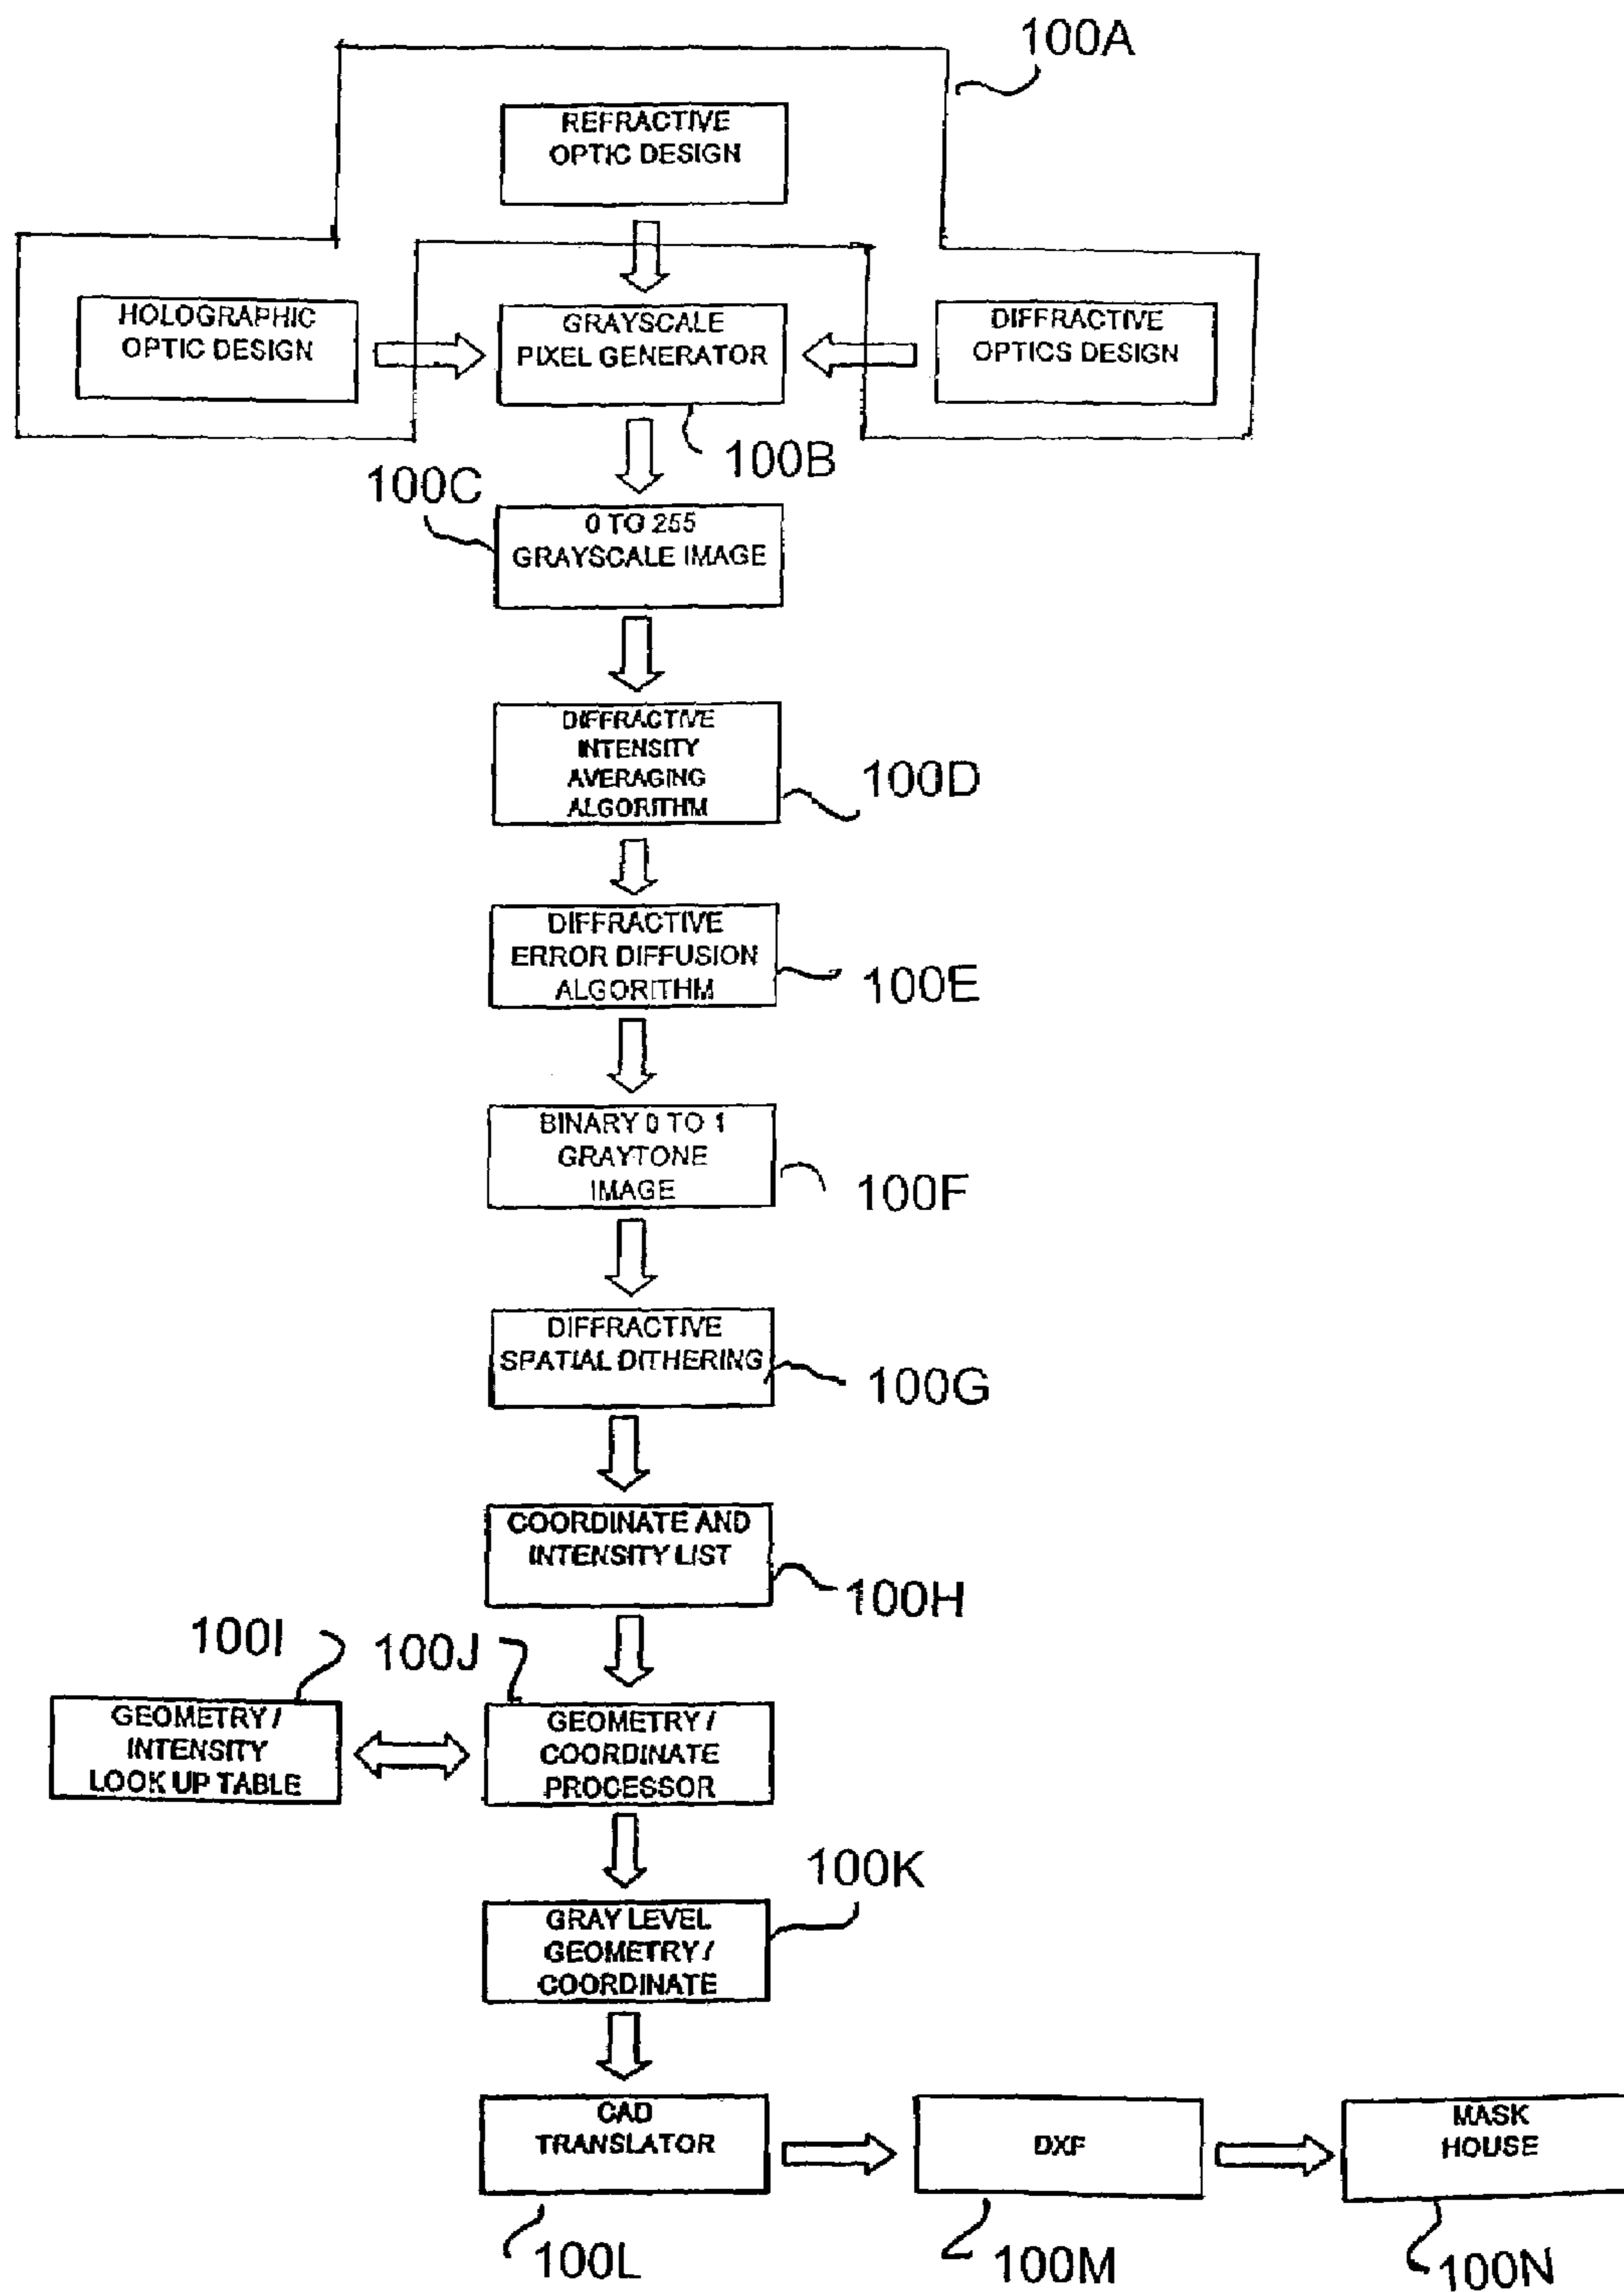 100A
REFRACTIVE
OPTIC DESIGN
HOLOGRAPHIC
OPTIC DESIGN
GRAYSCALE
PIXEL GENERATOR
DIFFRACTIVE
OPTICS DESIGN
100B
100C
0 TO 255
GRAYSCALE IMAGE
DIFFRACTIVE
INTENSITY
AVERAGING
ALGORITHM
100D
DIFFRACTIVE
ERROR DIFFUSION
ALGORITHM
100E
BINARY 0 TO 1
GRAYTONE
IMAGE
100F
DIFFRACTIVE
SPATIAL DITHERING
100G
COORDINATE AND
INTENSITY LIST
100H
100I
100J
GEOMETRY /
INTENSITY
LOOK UP TABLE
GEOMETRY /
COORDINATE
PROCESSOR
100K
GRAY LEVEL
GEOMETRY /
COORDINATE
CAD
TRANSLATOR
DXF
MASK
HOUSE
100L
100M
100N